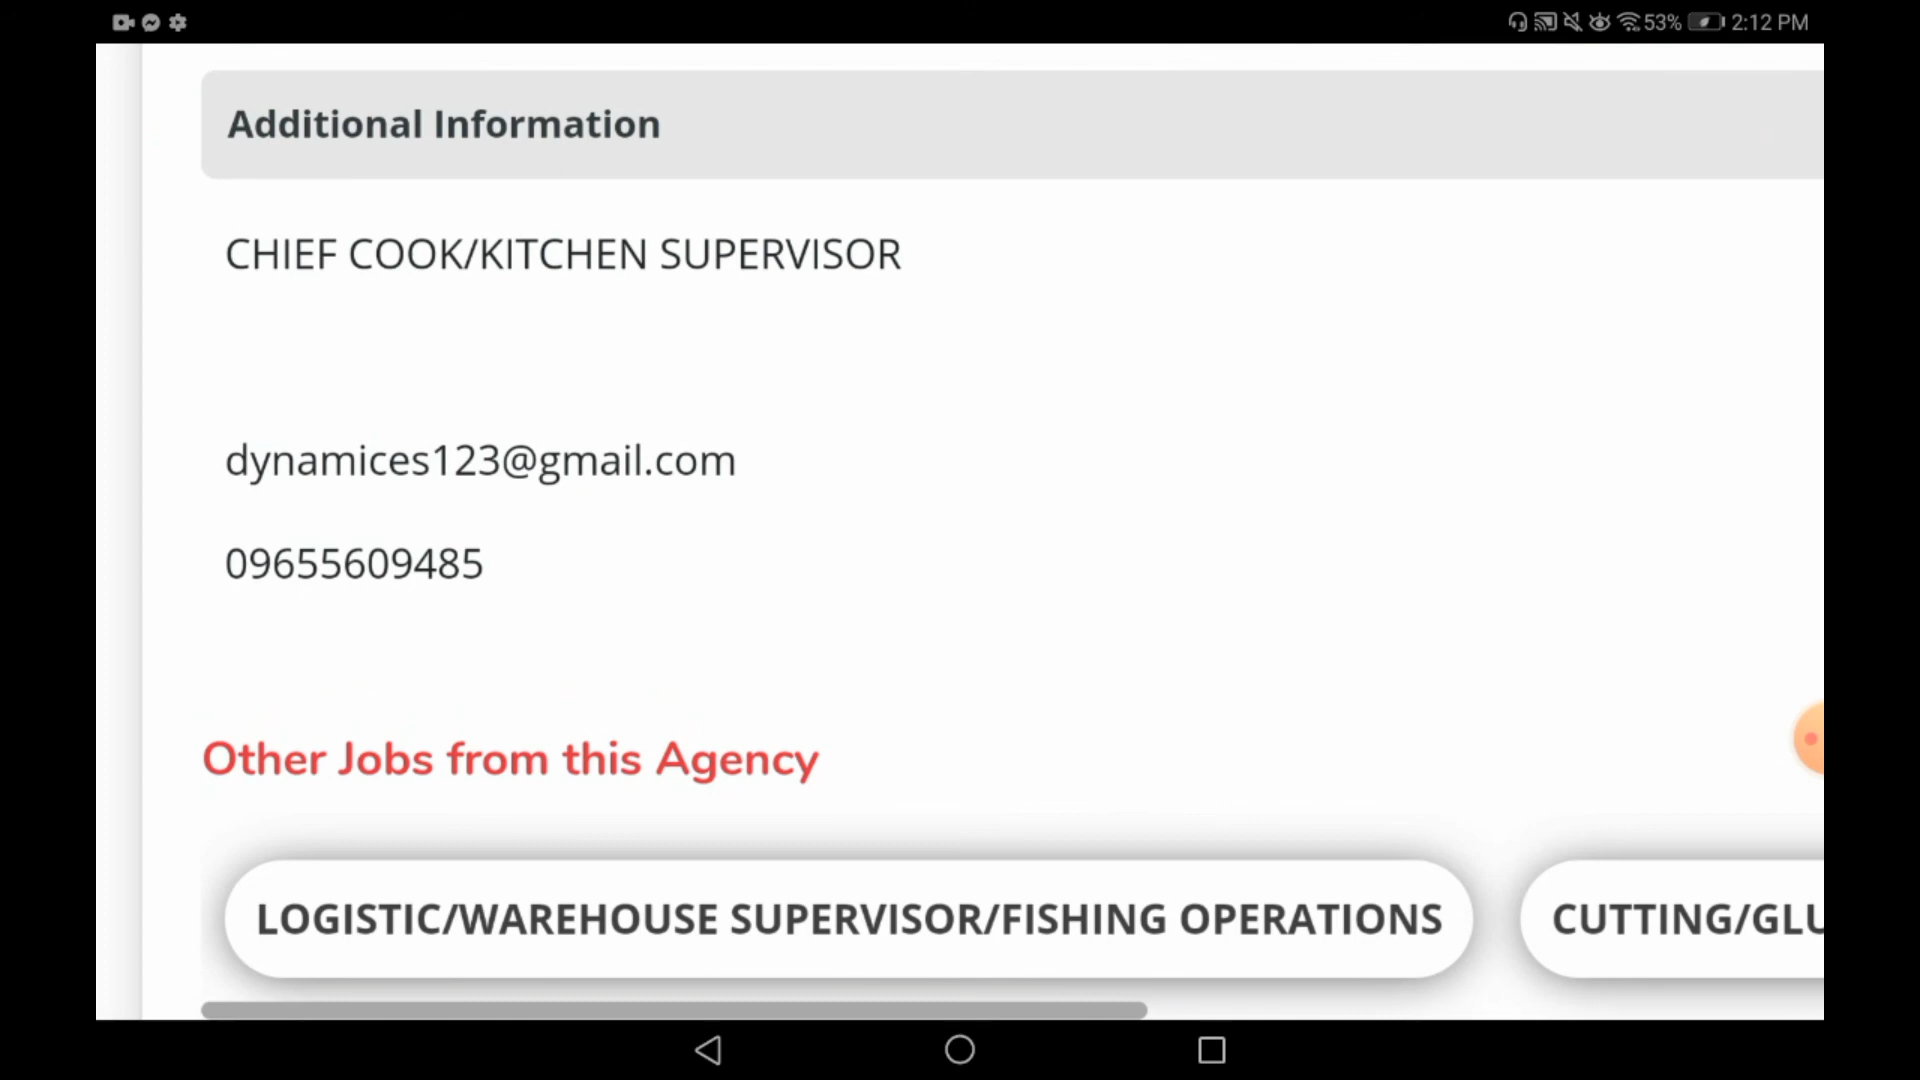 53% 2:12 PM
Additional Information
CHIEF COOK/KITCHEN SUPERVISOR
dynamices123@gmail.com
09655609485
Other Jobs from this Agency
LOGISTIC/WAREHOUSE SUPERVISOR/FISHING OPERATIONS
CUTTING/GLU